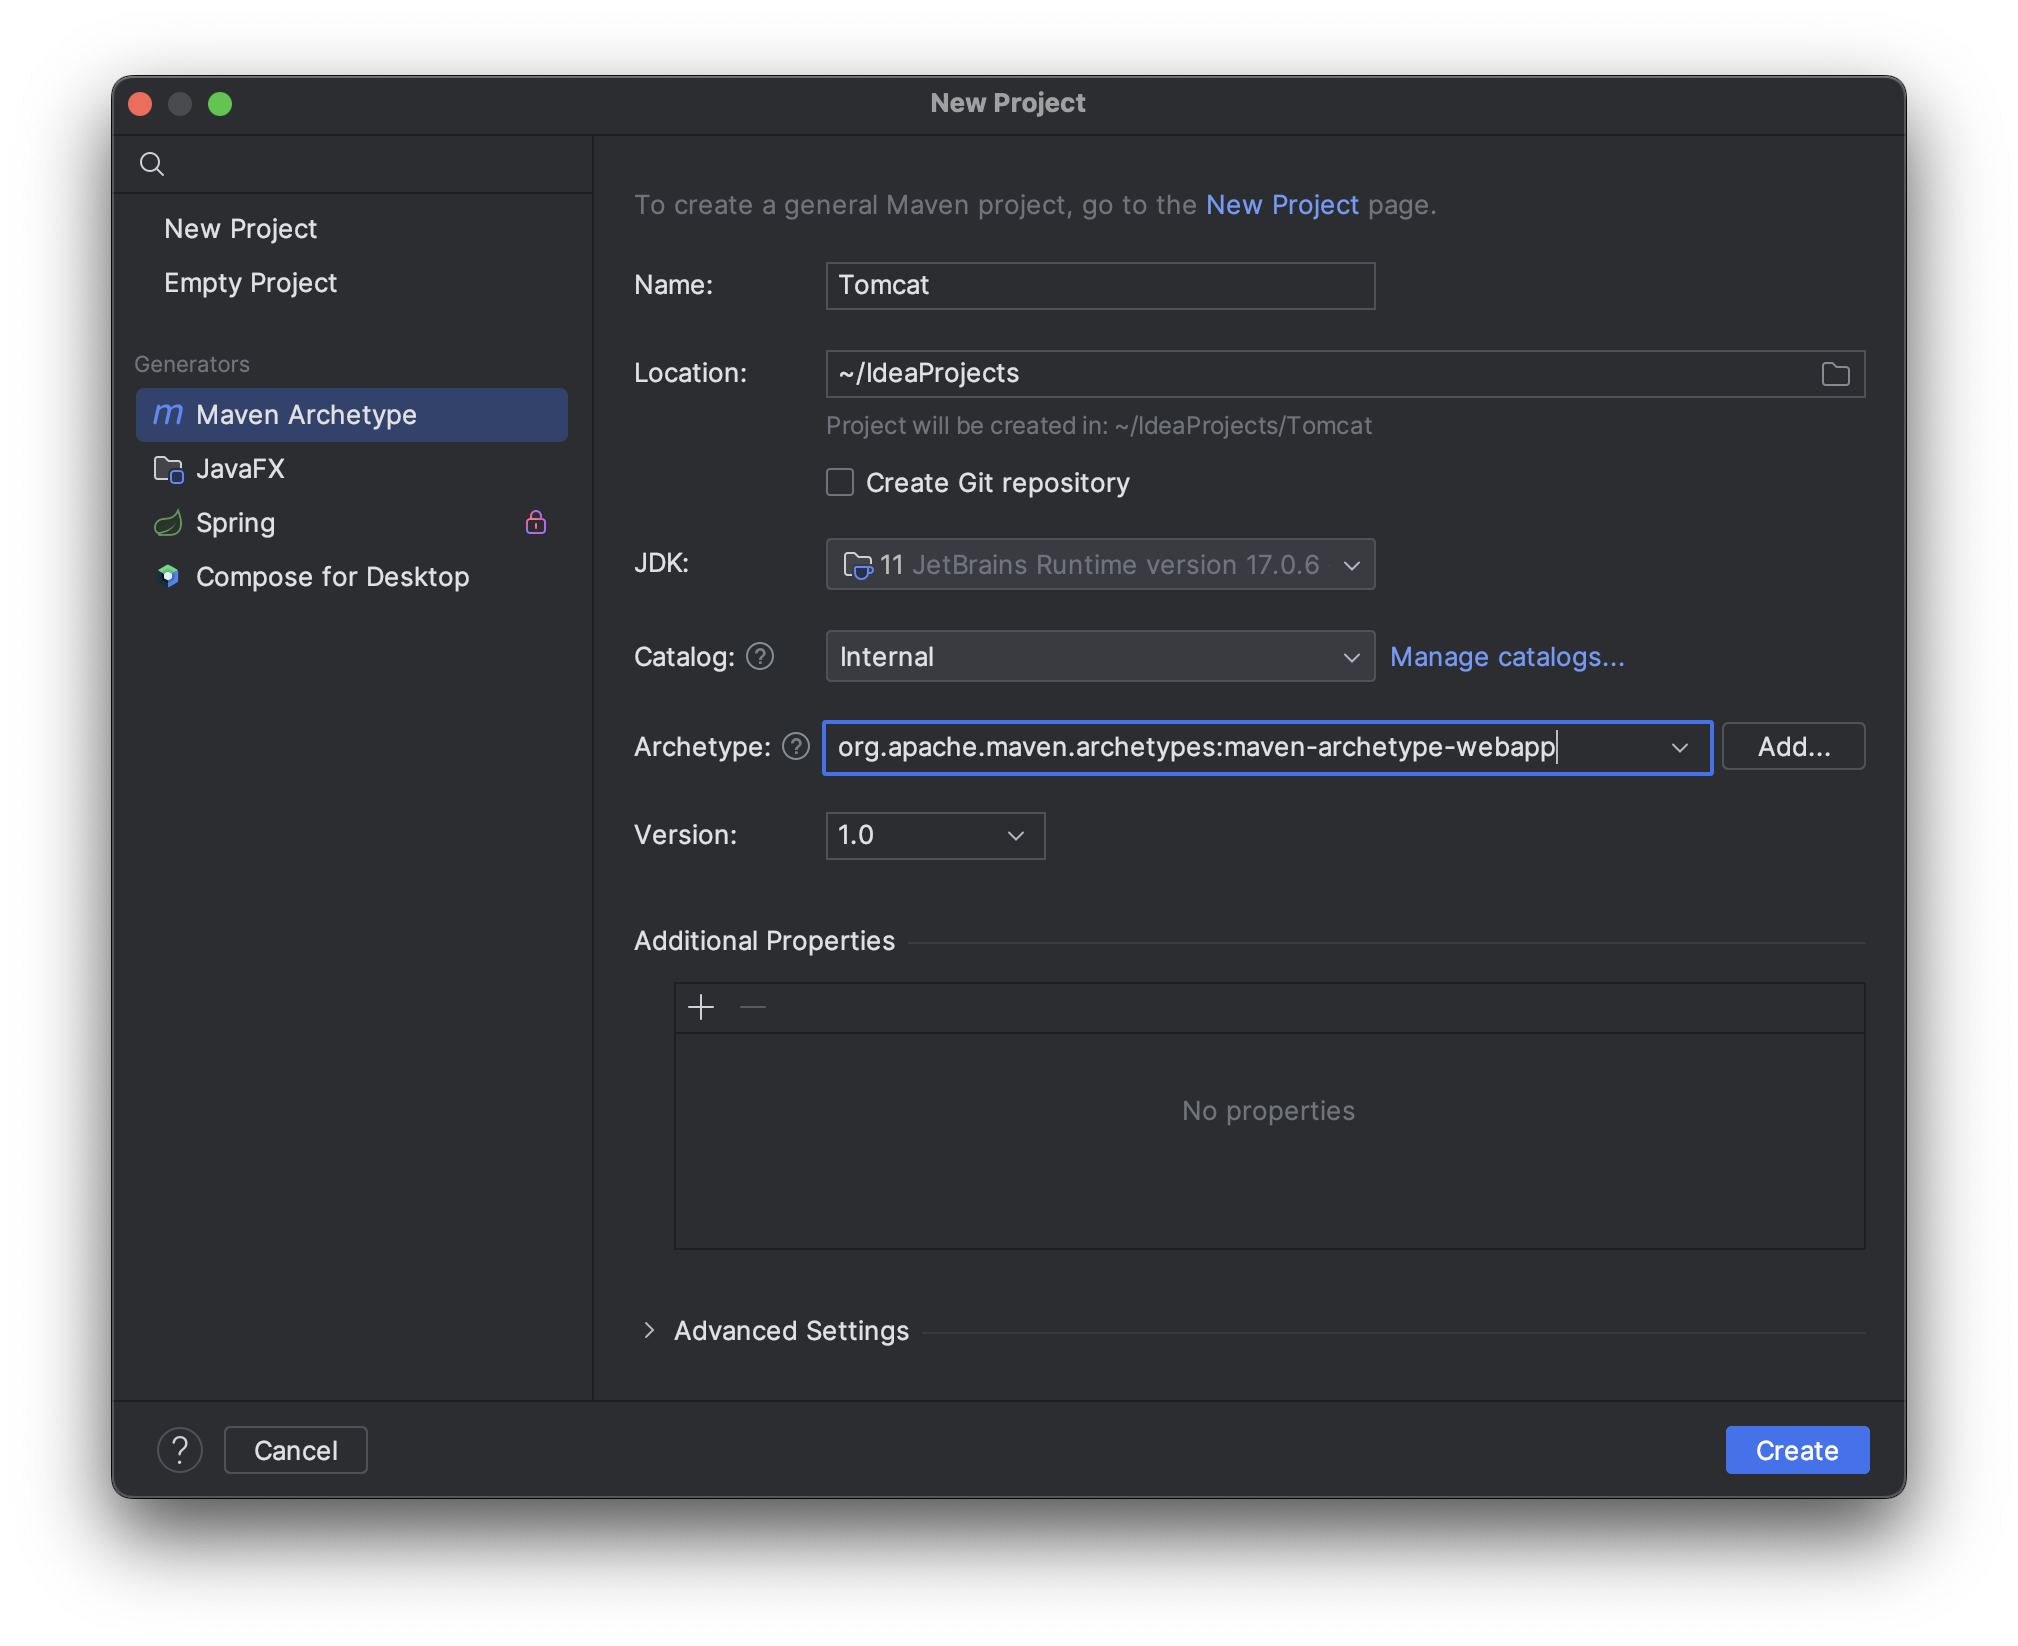 New Project
New Project
Empty Project
Generators
m Maven Archetype
JavaFX
Spring
Compose for Desktop
To create a general Maven project, go to the New Project page.
Name: Tomcat
Location: ~/IdeaProjects
Project will be created in: ~/IdeaProjects/Tomcat
Create Git repository
JDK: 11 JetBrains Runtime version 17.0.6
Catalog: ? Internal Manage catalogs...
Archetype: ? org.apache.maven.archetypes:maven-archetype-webapp Add...
Version: 1.0
Additional Properties
No properties
Advanced Settings
? Cancel Create